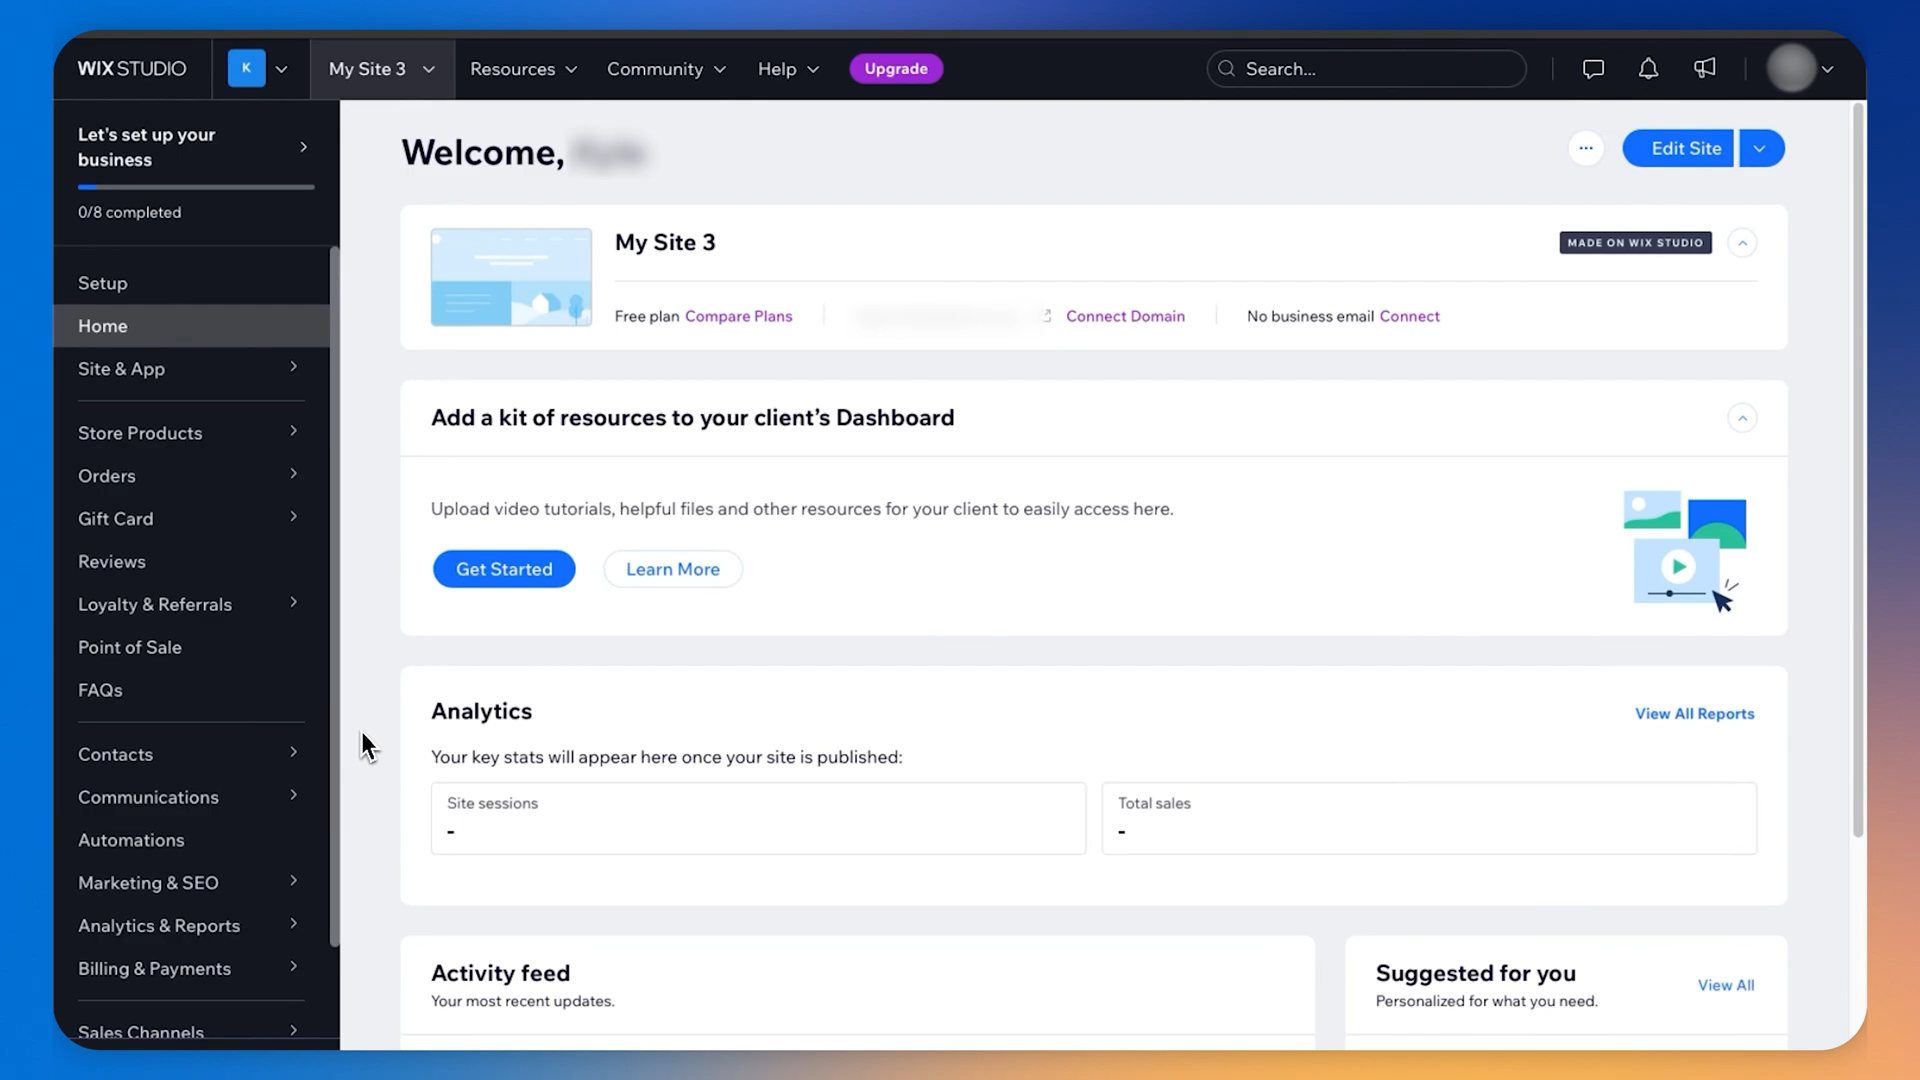 WIX STUDIO
K
My Site 3
Resources
Community
Help
Upgrade
Search...
Let's set up your
business
0/8 completed
Setup
Home
Site & App
Store Products
Orders
Gift Card
Reviews
Loyalty & Referrals
Point of Sale
FAQs
Contacts
Communications
Automations
Marketing & SEO
Analytics & Reports
Billing & Payments
Sales Channels
Welcome,
Edit Site
My Site 3
MADE ON WIX STUDIO
Free plan Compare Plans
Connect Domain
No business email Connect
Add a kit of resources to your client’s Dashboard
Upload video tutorials, helpful files and other resources for your client to easily access here.
Get Started
Learn More
Analytics
View All Reports
Your key stats will appear here once your site is published:
Site sessions
-
Total sales
-
Activity feed
Your most recent updates.
Suggested for you
Personalized for what you need.
View All